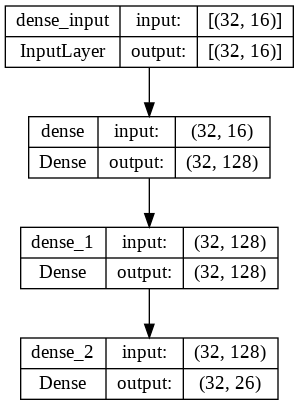 dense_input input: [(32, 16)]
InputLayer output: [(32, 16)]
dense input: (32, 16)
Dense output: (32, 128)
dense_1 input: (32, 128)
Dense output: (32, 128)
dense_2 input: (32, 128)
Dense output: (32, 26)